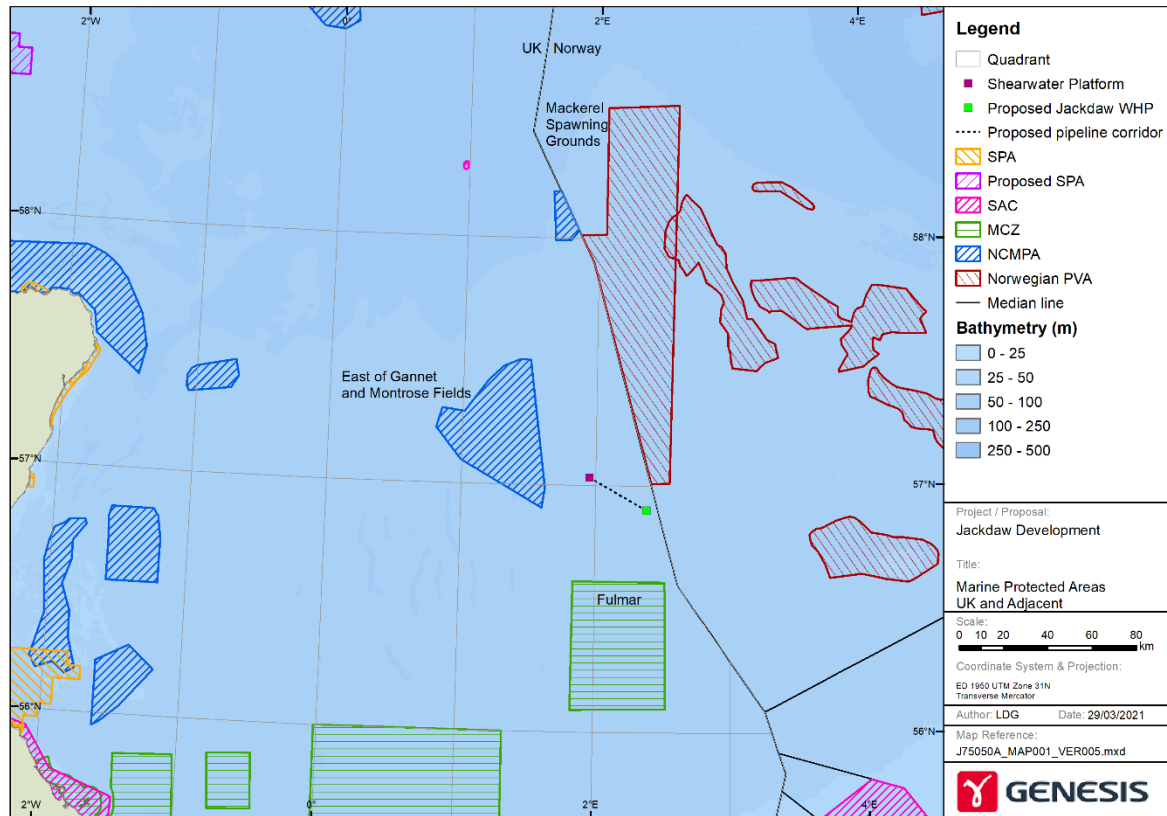 2°W
0°
2°E
4°E
UK
Norway
Mackerel
Spawning
Grounds
58°N
58°N
East of Gannet
and Montrose Fields
57°N
57°N
Fulmar
56°N
56°N
2°W
0°
2°E
4°E
Legend
Quadrant
Shearwater Platform
Proposed Jackdaw WHP
Proposed pipeline corridor
SPA
Proposed SPA
SAC
MCZ
NCMPA
Norwegian PVA
Median line
Bathymetry (m)
0 - 25
25 - 50
50 - 100
100 - 250
250 - 500
Project / Proposal:
Jackdaw Development
Title:
Marine Protected Areas
UK and Adjacent
Scale:
0 10 20 40 60 80
km
Coordinate System & Projection:
ED 1950 UTM Zone 31N
Transverse Mercator
Author: LDG Date: 29/03/2021
Map Reference:
J75050A_MAP001_VER005.mxd
GENESIS